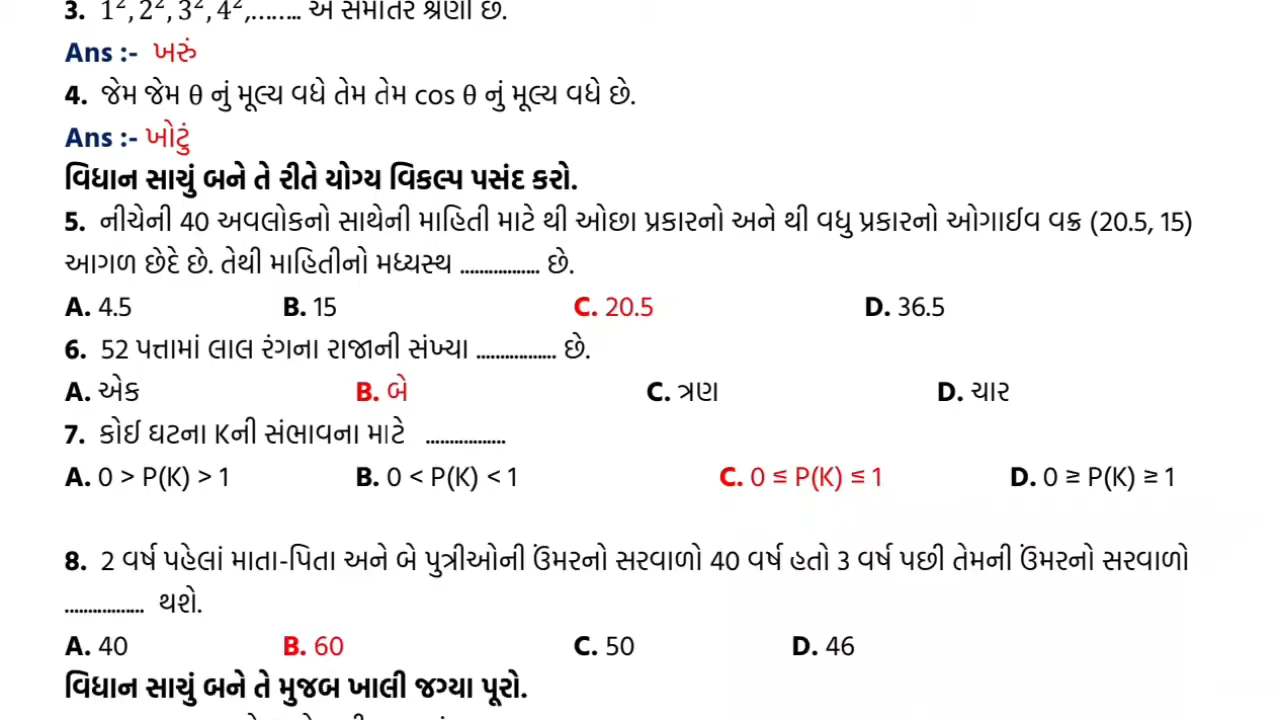 3. 1², 2², 3², 4²,........ એ સમાંતર શ્રેણી છે.
Ans :- ખરું
4. જેમ જેમ θ નું મૂલ્ય વધે તેમ તેમ cos θ નું મૂલ્ય વધે છે.
Ans :- ખોટું
વિધાન સાચું બને તે રીતે યોગ્ય વિકલ્પ પસંદ કરો.
5. નીચેની 40 અવલોકનો સાથેની માહિતી માટે થી ઓછા પ્રકારનો અને થી વધુ પ્રકારનો ઓગાઈવ વક્ર (20.5, 15)
આગળ છેદે છે. તેથી માહિતીનો મધ્યસ્થ ................. છે.
A. 4.5 B. 15 C. 20.5 D. 36.5
6. 52 પત્તામાં લાલ રંગના રાજાની સંખ્યા ................. છે.
A. એક B. બે C. ત્રણ D. ચાર
7. કોઈ ઘટના Kની સંભાવના માટે .................
A. 0 > P(K) > 1 B. 0 < P(K) < 1 C. 0 ≤ P(K) ≤ 1 D. 0 ≥ P(K) ≥ 1
8. 2 વર્ષ પહેલાં માતા-પિતા અને બે પુત્રીઓની ઉંમરનો સરવાળો 40 વર્ષ હતો 3 વર્ષ પછી તેમની ઉંમરનો સરવાળો
................. થશે.
A. 40 B. 60 C. 50 D. 46
વિધાન સાચું બને તે મુજબ ખાલી જગ્યા પૂરો.